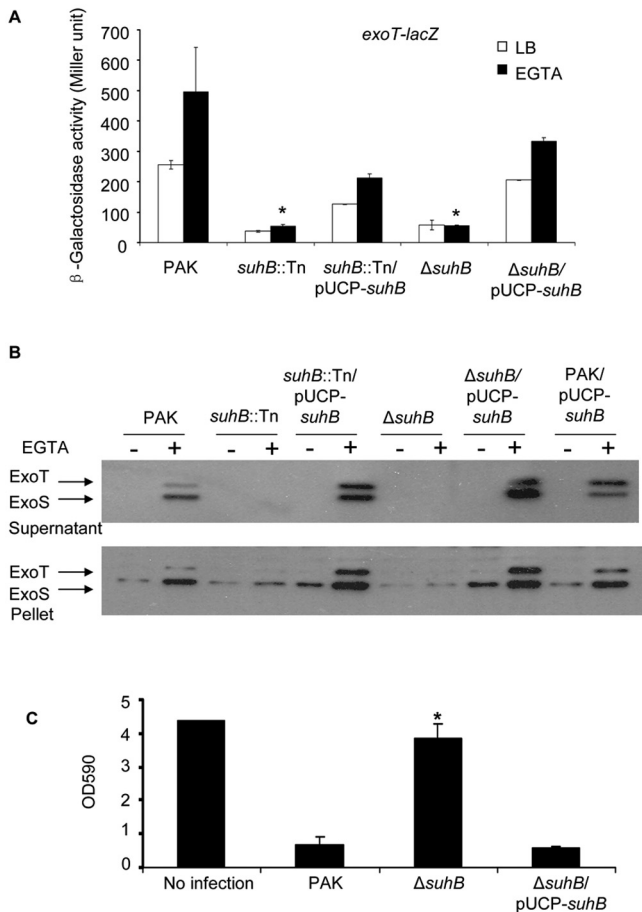 A
exoT-lacZ
LB
EGTA
β-Galactosidase activity (Miller unit)
700
600
500
400
300
200
100
0
*
*
PAK
suhB::Tn
suhB::Tn/
pUCP-suhB
ΔsuhB
ΔsuhB/
pUCP-suhB
B
PAK
suhB::Tn
suhB::Tn/
pUCP-
suhB
ΔsuhB
ΔsuhB/
pUCP-
suhB
PAK/
pUCP-
suhB
EGTA - + - + - + - + - + - +
ExoT
ExoS
Supernatant
ExoT
ExoS
Pellet
C
OD590
5
4
3
2
1
0
*
No infection
PAK
ΔsuhB
ΔsuhB/
pUCP-suhB